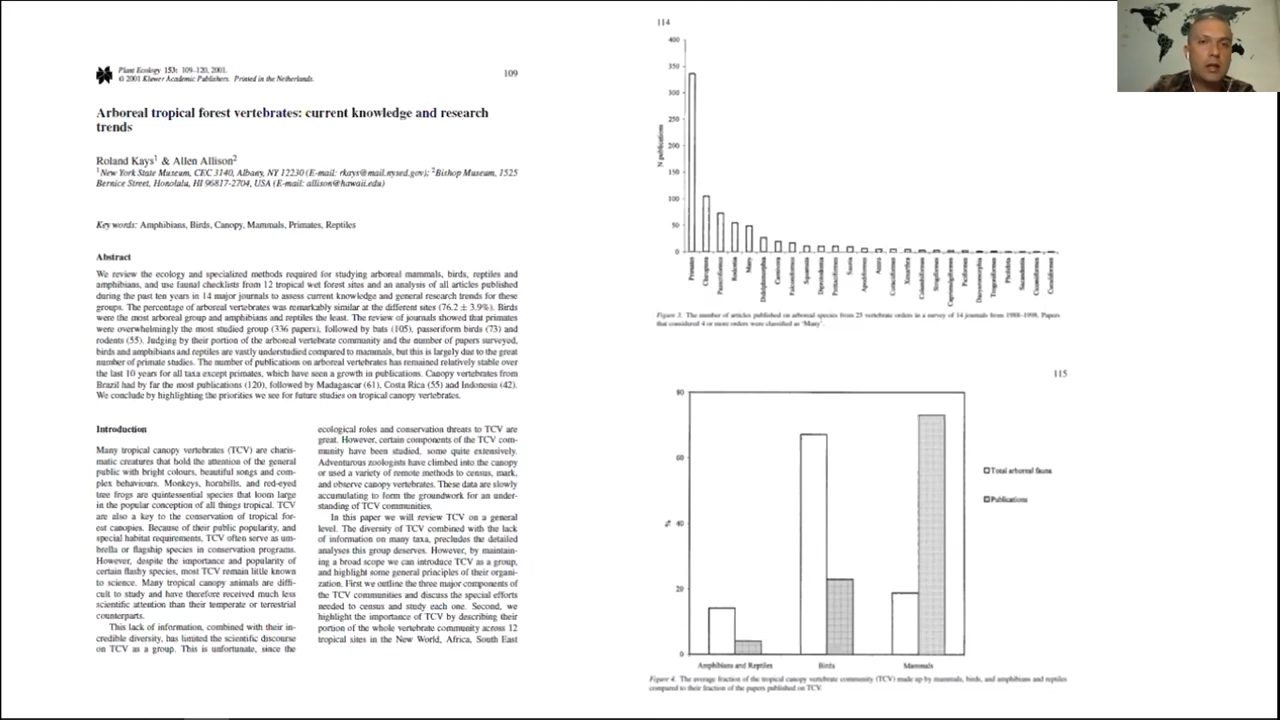 Plant Ecology 153: 109–120, 2001.
© 2001 Kluwer Academic Publishers. Printed in the Netherlands.
109
Arboreal tropical forest vertebrates: current knowledge and research
trends
Roland Kays1 & Allen Allison2
1New York State Museum, CEC 3140, Albany, NY 12230 (E-mail: rkays@mail.nysed.gov); 2Bishop Museum, 1525
Bernice Street, Honolulu, HI 96817-2704, USA (E-mail: allison@hawaii.edu)
Key words: Amphibians, Birds, Canopy, Mammals, Primates, Reptiles
Abstract
We review the ecology and specialized methods required for studying arboreal mammals, birds, reptiles and
amphibians, and use faunal checklists from 12 tropical wet forest sites and an analysis of all articles published
during the past ten years in 14 major journals to assess current knowledge and general research trends for these
groups. The percentage of arboreal vertebrates was remarkably similar at the different sites (76.2 ± 3.9%). Birds
were the most arboreal group and amphibians and reptiles the least. The review of journals showed that primates
were overwhelmingly the most studied group (336 papers), followed by bats (105), passeriform birds (73) and
rodents (55). Judging by their portion of the arboreal vertebrate community and the number of papers surveyed,
birds and amphibians and reptiles are vastly understudied compared to mammals, but this is largely due to the great
number of primate studies. The number of publications on arboreal vertebrates has remained relatively stable over
the last 10 years for all taxa except primates, which have seen a growth in publications. Canopy vertebrates from
Brazil had by far the most publications (120), followed by Madagascar (61), Costa Rica (55) and Indonesia (42).
We conclude by highlighting the priorities we see for future studies on tropical canopy vertebrates.
Introduction
Many tropical canopy vertebrates (TCV) are charis-
matic creatures that hold the attention of the general
public with bright colours, beautiful songs and com-
plex behaviours. Monkeys, hornbills, and red-eyed
tree frogs are quintessential species that loom large
in the popular conception of all things tropical. TCV
are also a key to the conservation of tropical for-
est canopies. Because of their public popularity, and
special habitat requirements, TCV often serve as um-
brella or flagship species in conservation programs.
However, despite the importance and popularity of
certain flashy species, most TCV remain little known
to science. Many tropical canopy animals are diffi-
cult to study and have therefore received much less
scientific attention than their temperate or terrestrial
counterparts.
This lack of information, combined with their in-
credible diversity, has limited the scientific discourse
on TCV as a group. This is unfortunate, since the
ecological roles and conservation threats to TCV are
great. However, certain components of the TCV com-
munity have been studied, some quite extensively.
Adventurous zoologists have climbed into the canopy
or used a variety of remote methods to census, mark,
and observe canopy vertebrates. These data are slowly
accumulating to form the groundwork for an under-
standing of TCV communities.
In this paper we will review TCV on a general
level. The diversity of TCV combined with the lack
of information on many taxa, precludes the detailed
analyses this group deserves. However, by maintain-
ing a broad scope we can introduce TCV as a group,
and highlight some general principles of their organi-
zation. First we outline the three major components of
the TCV communities and discuss the special efforts
needed to census and study each one. Second, we
highlight the importance of TCV by describing their
portion of the whole vertebrate community across 12
tropical sites in the New World, Africa, South East
114
400
350
300
250
200
150
100
50
0
N publications
Primates
Chiroptera
Passeriformes
Rodentia
Many
Didelphimorphia
Carnivora
Falconiformes
Squamata
Diprotodontia
Psittaciformes
Sauria
Apodiformes
Anura
Coraciiformes
Xenarthra
Columbiformes
Strigiformes
Caprimulgiformes
Piciformes
Dasyuromorphia
Trogoniformes
Pholidota
Scandentia
Cuculiformes
Figure 3. The number of articles published on arboreal species from 25 vertebrate orders in a survey of 14 journals from 1988–1998. Papers
that considered 4 or more orders were classified as 'Many'.
115
80
60
40
20
0
%
Amphibians and Reptiles
Birds
Mammals
Total arboreal fauna
Publications
Figure 4. The average fraction of the tropical canopy vertebrate community (TCV) made up by mammals, birds, and amphibians and reptiles
compared to their fraction of the papers published on TCV.